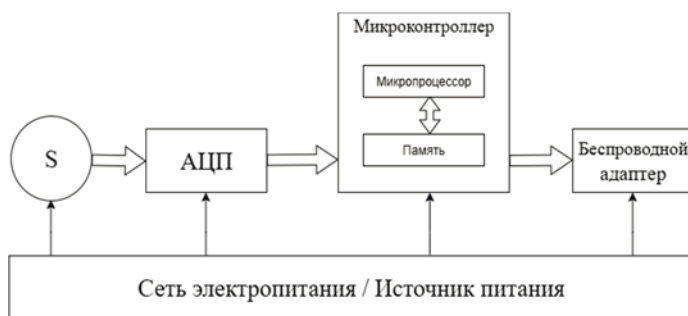 Микроконтроллер
Микропроцессор
Память
S
АЦП
Беспроводной
адаптер
Сеть электропитания / Источник питания